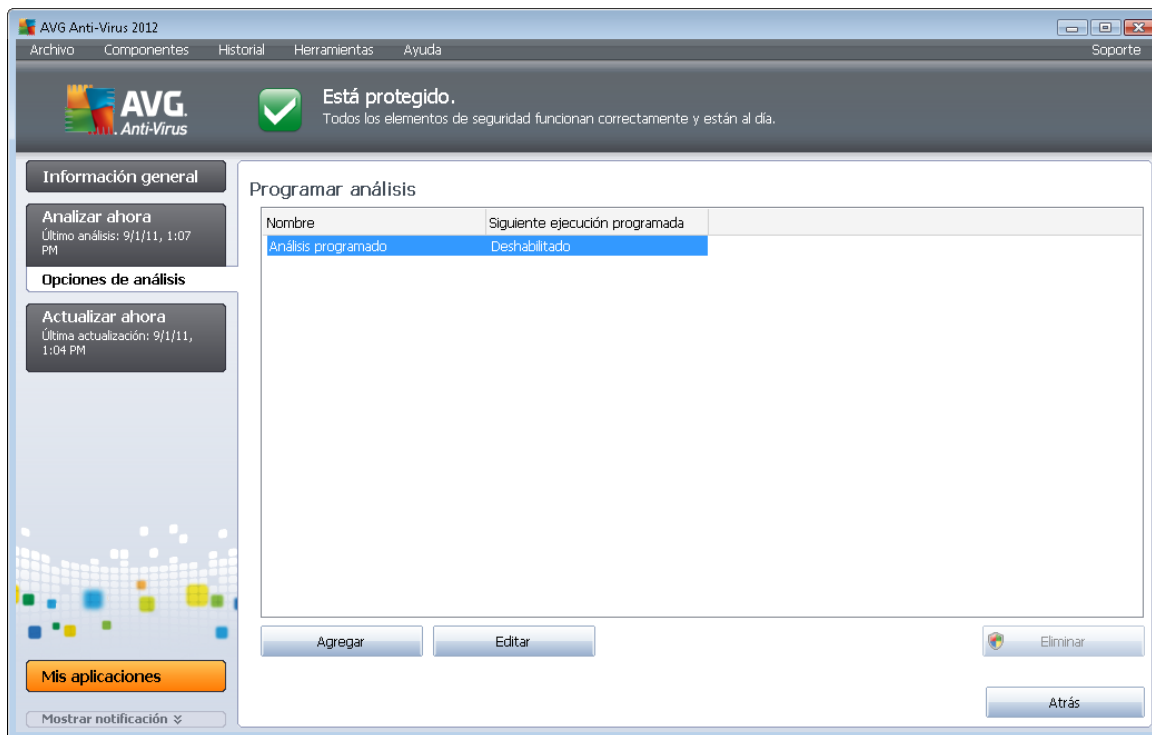 AVG Anti-Virus 2012
Archivo Componentes Historial Herramientas Ayuda Soporte
AVG.
Anti-Virus
Está protegido.
Todos los elementos de seguridad funcionan correctamente y están al día.
Información general
Analizar ahora
Último análisis: 9/1/11, 1:07
PM
Opciones de análisis
Actualizar ahora
Última actualización: 9/1/11,
1:04 PM
Mis aplicaciones
Mostrar notificación
Programar análisis
Nombre Siguiente ejecución programada
Análisis programado Deshabilitado
Agregar Editar Eliminar
Atrás